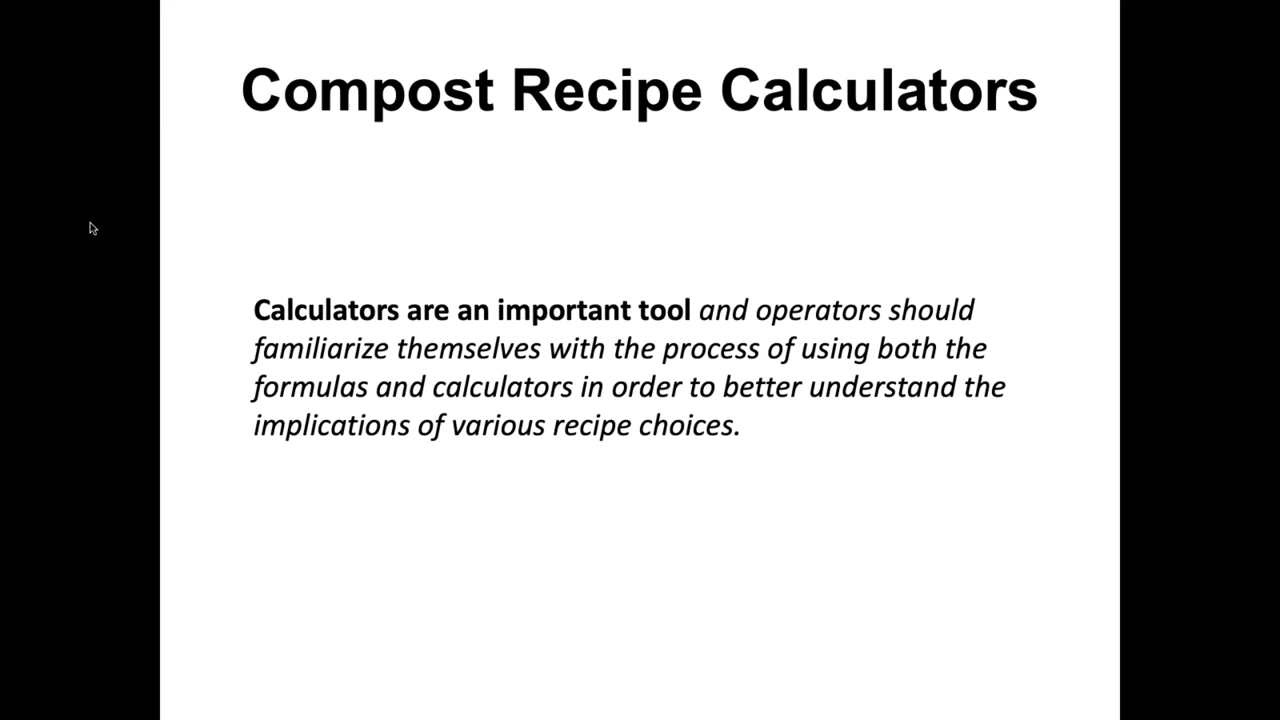 Compost Recipe Calculators
Calculators are an important tool and operators should
familiarize themselves with the process of using both the
formulas and calculators in order to better understand the
implications of various recipe choices.